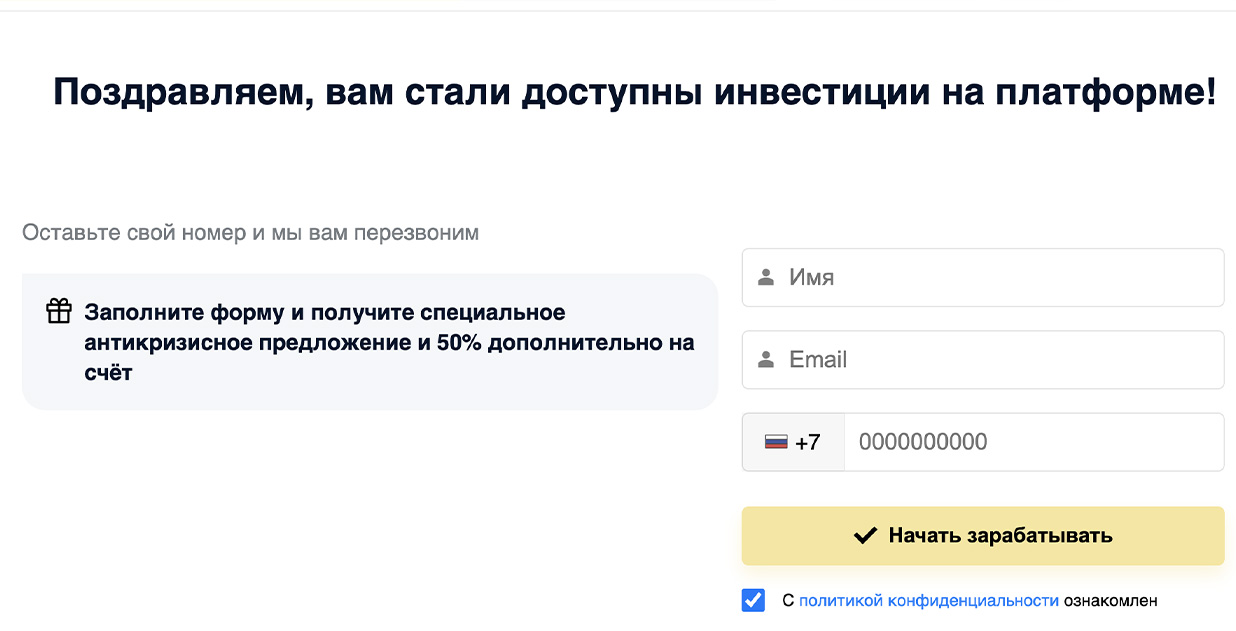 Поздравляем, вам стали доступны инвестиции на платформе!
Оставьте свой номер и мы вам перезвоним
Заполните форму и получите специальное
антикризисное предложение и 50% дополнительно на
счёт
Имя
Email
+7 0000000000
Начать зарабатывать
С политикой конфиденциальности ознакомлен